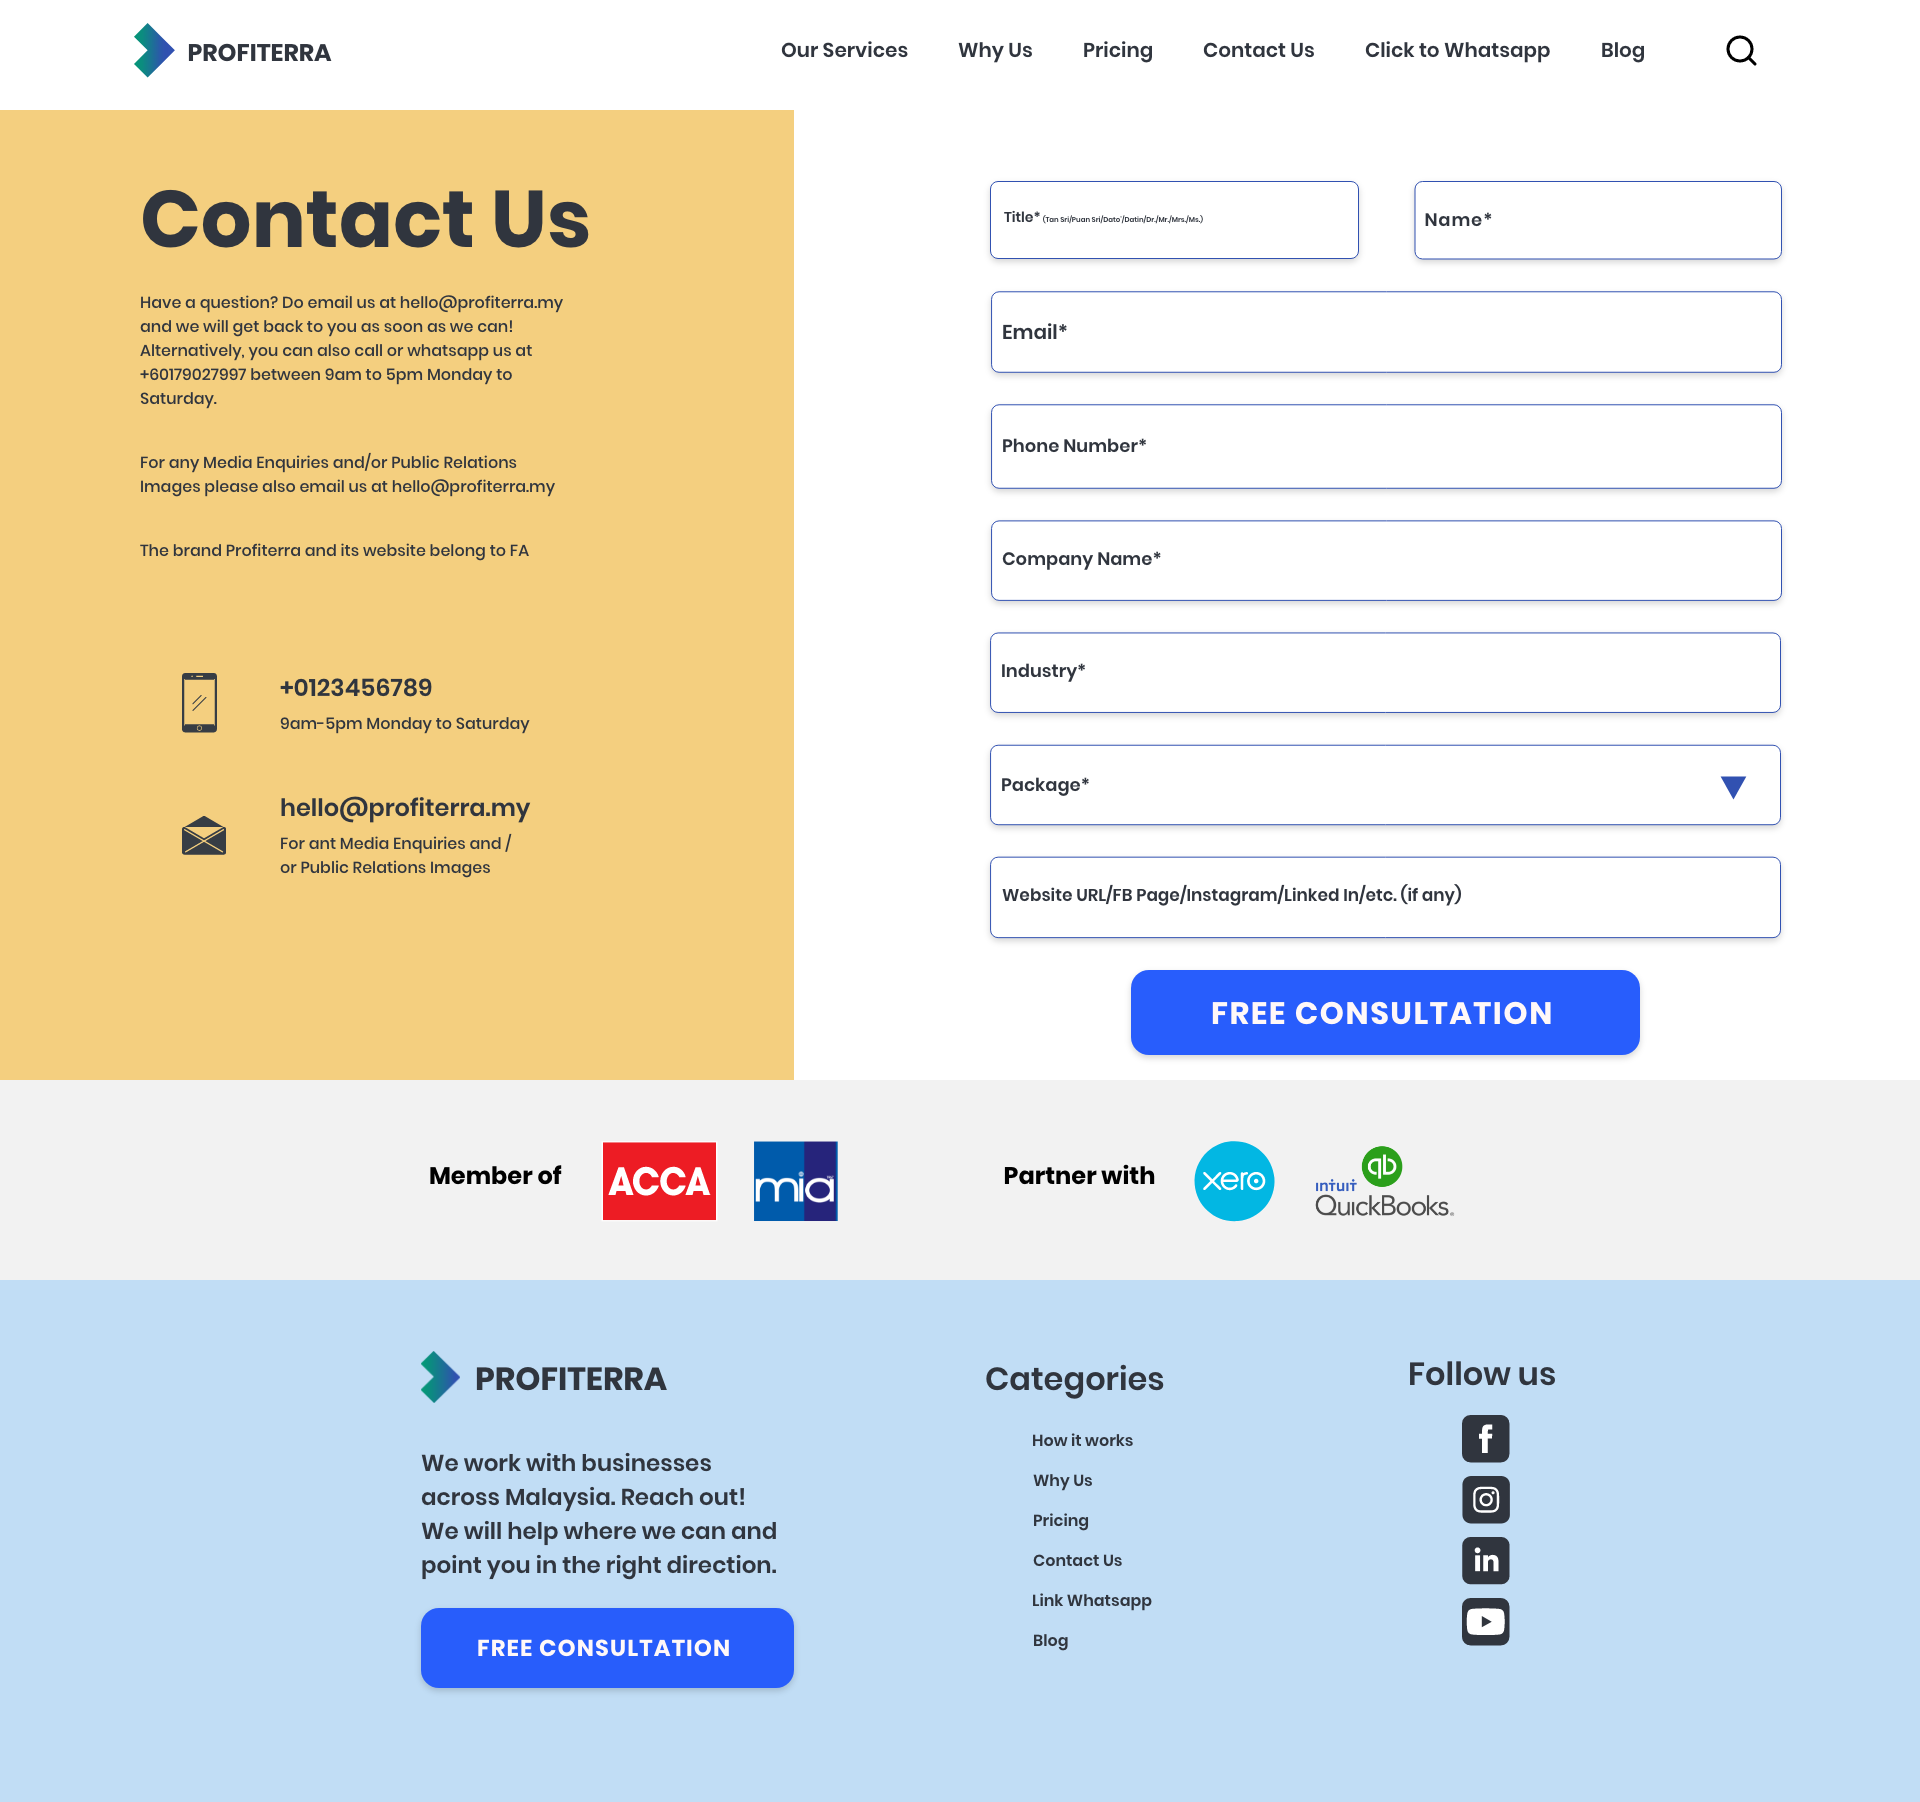 PROFITERRA
Our Services
Why Us
Pricing
Contact Us
Click to Whatsapp
Blog
Contact Us
Have a question? Do email us at hello@profiterra.my
and we will get back to you as soon as we can!
Alternatively, you can also call or whatsapp us at
+60179027997 between 9am to 5pm Monday to
Saturday.
For any Media Enquiries and/or Public Relations
Images please also email us at hello@profiterra.my
The brand Profiterra and its website belong to FA
+0123456789
9am-5pm Monday to Saturday
hello@profiterra.my
For ant Media Enquiries and /
or Public Relations Images
Title* (Tan Sri/Puan Sri/Dato'/Datin/Dr./Mr./Mrs./Ms.)
Name*
Email*
Phone Number*
Company Name*
Industry*
Package*
Website URL/FB Page/Instagram/Linked In/etc. (if any)
FREE CONSULTATION
Member of
ACCA
mia
Partner with
xero
qb
intuit
QuickBooks.
PROFITERRA
We work with businesses
across Malaysia. Reach out!
We will help where we can and
point you in the right direction.
FREE CONSULTATION
Categories
How it works
Why Us
Pricing
Contact Us
Link Whatsapp
Blog
Follow us
f
in